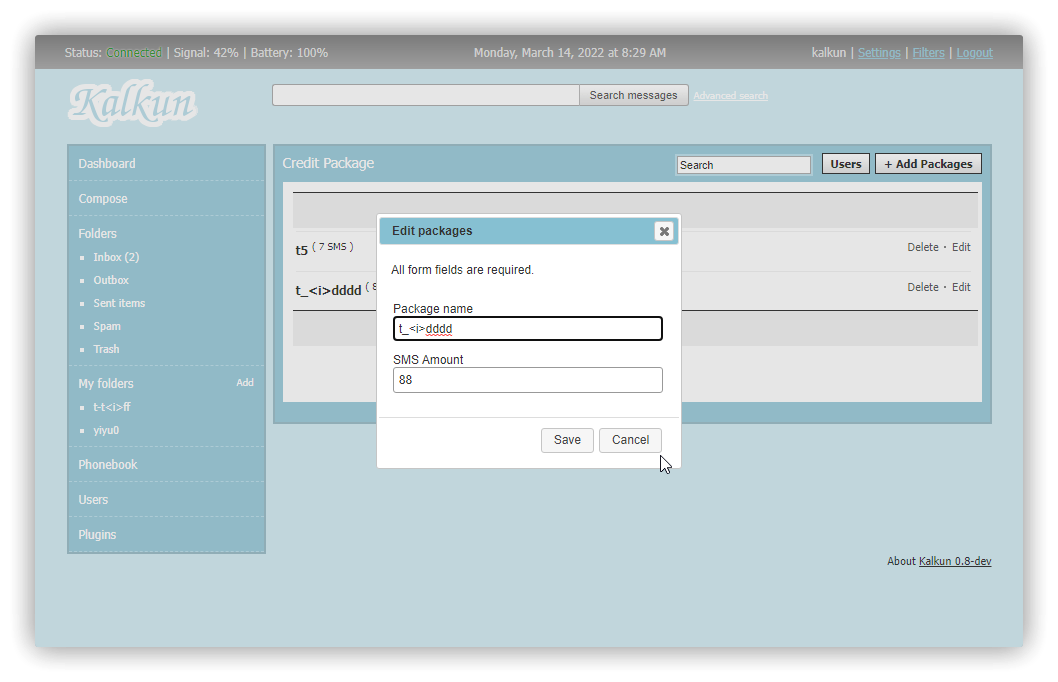 Status: Connected | Signal: 42% | Battery: 100%
Monday, March 14, 2022 at 8:29 AM
kalkun | Settings | Filters | Logout
Kalkun
Search messages
Advanced search
Dashboard
Compose
Folders
Inbox (2)
Outbox
Sent items
Spam
Trash
My folders
Add
t-t<i>ff
yiyu0
Phonebook
Users
Plugins
Credit Package
Search
Users
+ Add Packages
t5 ( 7 SMS )
Delete · Edit
t_<i>dddd ( 8
Delete · Edit
Edit packages
All form fields are required.
Package name
t_<i>dddd
SMS Amount
88
Save
Cancel
About Kalkun 0.8-dev